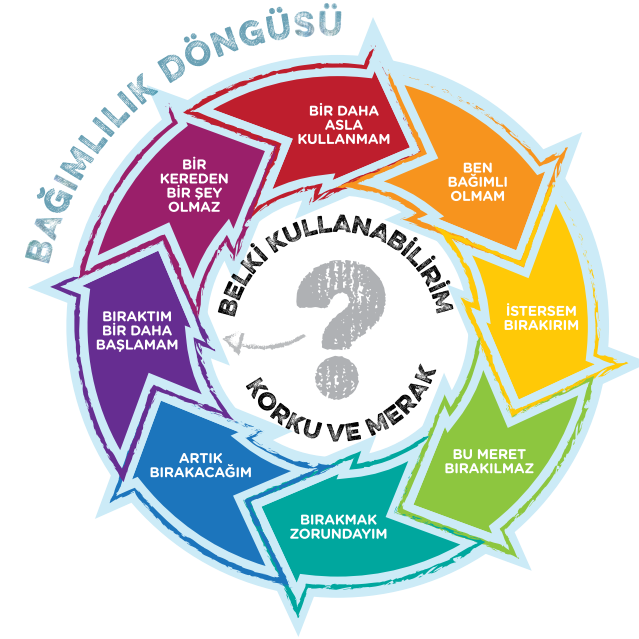 BAĞIMLILIK DÖNGÜSÜ
BİR DAHA
ASLA
KULLANMAM
BEN
BAĞIMLI
OLMAM
İSTERSEM
BIRAKIRIM
BU MERET
BIRAKILMAZ
BIRAKMAK
ZORUNDAYIM
ARTIK
BIRAKACAĞIM
BIRAKTIM
BİR DAHA
BAŞLAMAM
BİR
KEREDEN
BİR ŞEY
OLMAZ
BELKİ KULLANABİLİRİM
?
KORKU VE MERAK